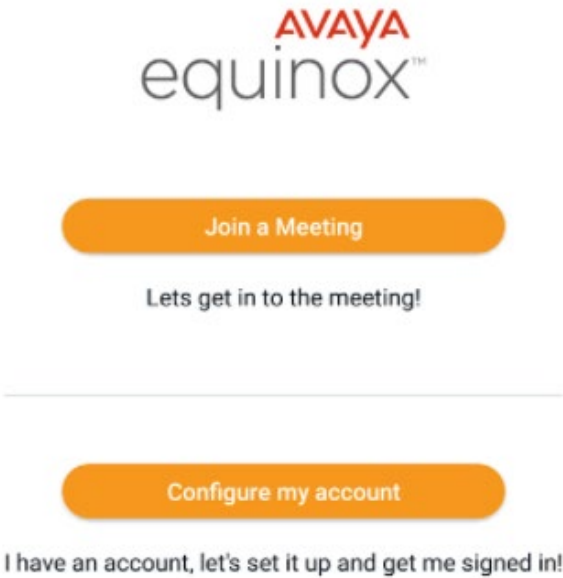 AVAYA
equinox™
Join a Meeting
Lets get in to the meeting!
Configure my account
I have an account, let's set it up and get me signed in!